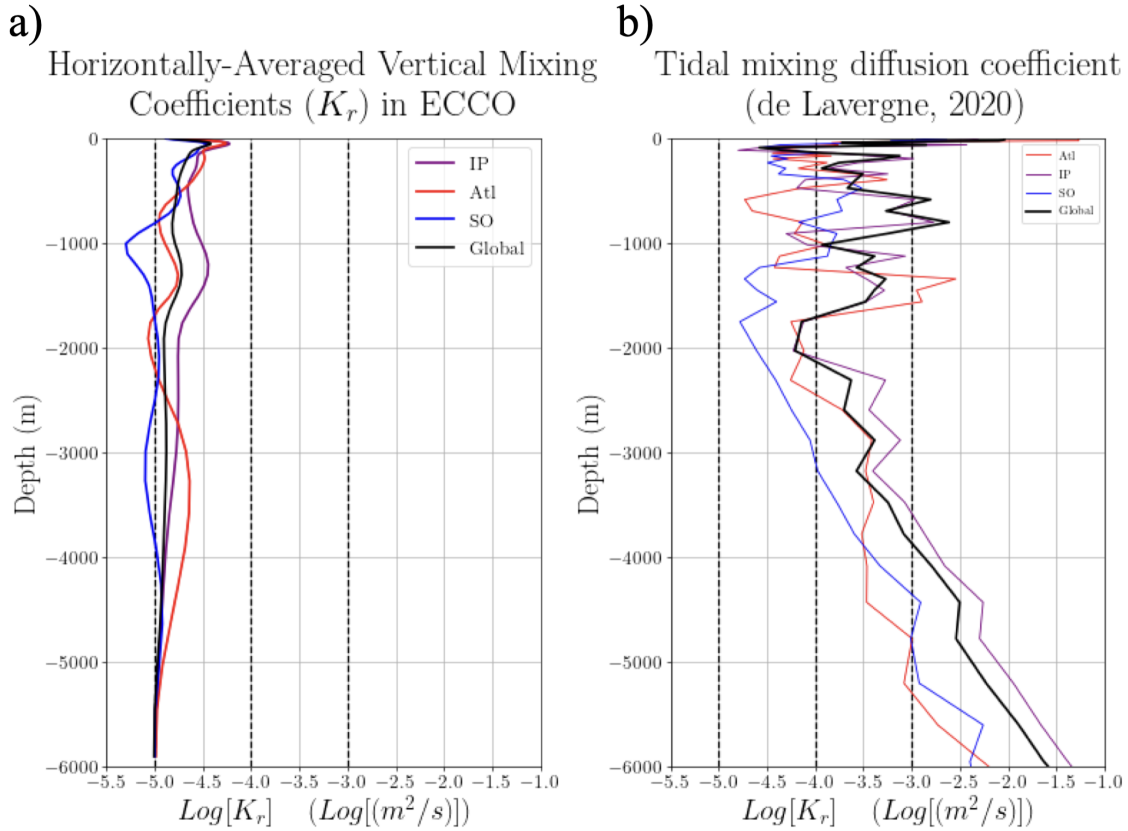 a)
Horizontally-Averaged Vertical Mixing
Coefficients (K_r) in ECCO
0
−1000
−2000
−3000
−4000
−5000
−6000
Depth (m)
IP
Atl
SO
Global
−5.5 −5.0 −4.5 −4.0 −3.5 −3.0 −2.5 −2.0 −1.5 −1.0
Log[K_r] (Log[(m²/s)])
b)
Tidal mixing diffusion coefficient
(de Lavergne, 2020)
0
−1000
−2000
−3000
−4000
−5000
−6000
Depth (m)
Atl
IP
SO
Global
−5.5 −5.0 −4.5 −4.0 −3.5 −3.0 −2.5 −2.0 −1.5 −1.0
Log[K_r] (Log[(m²/s)])